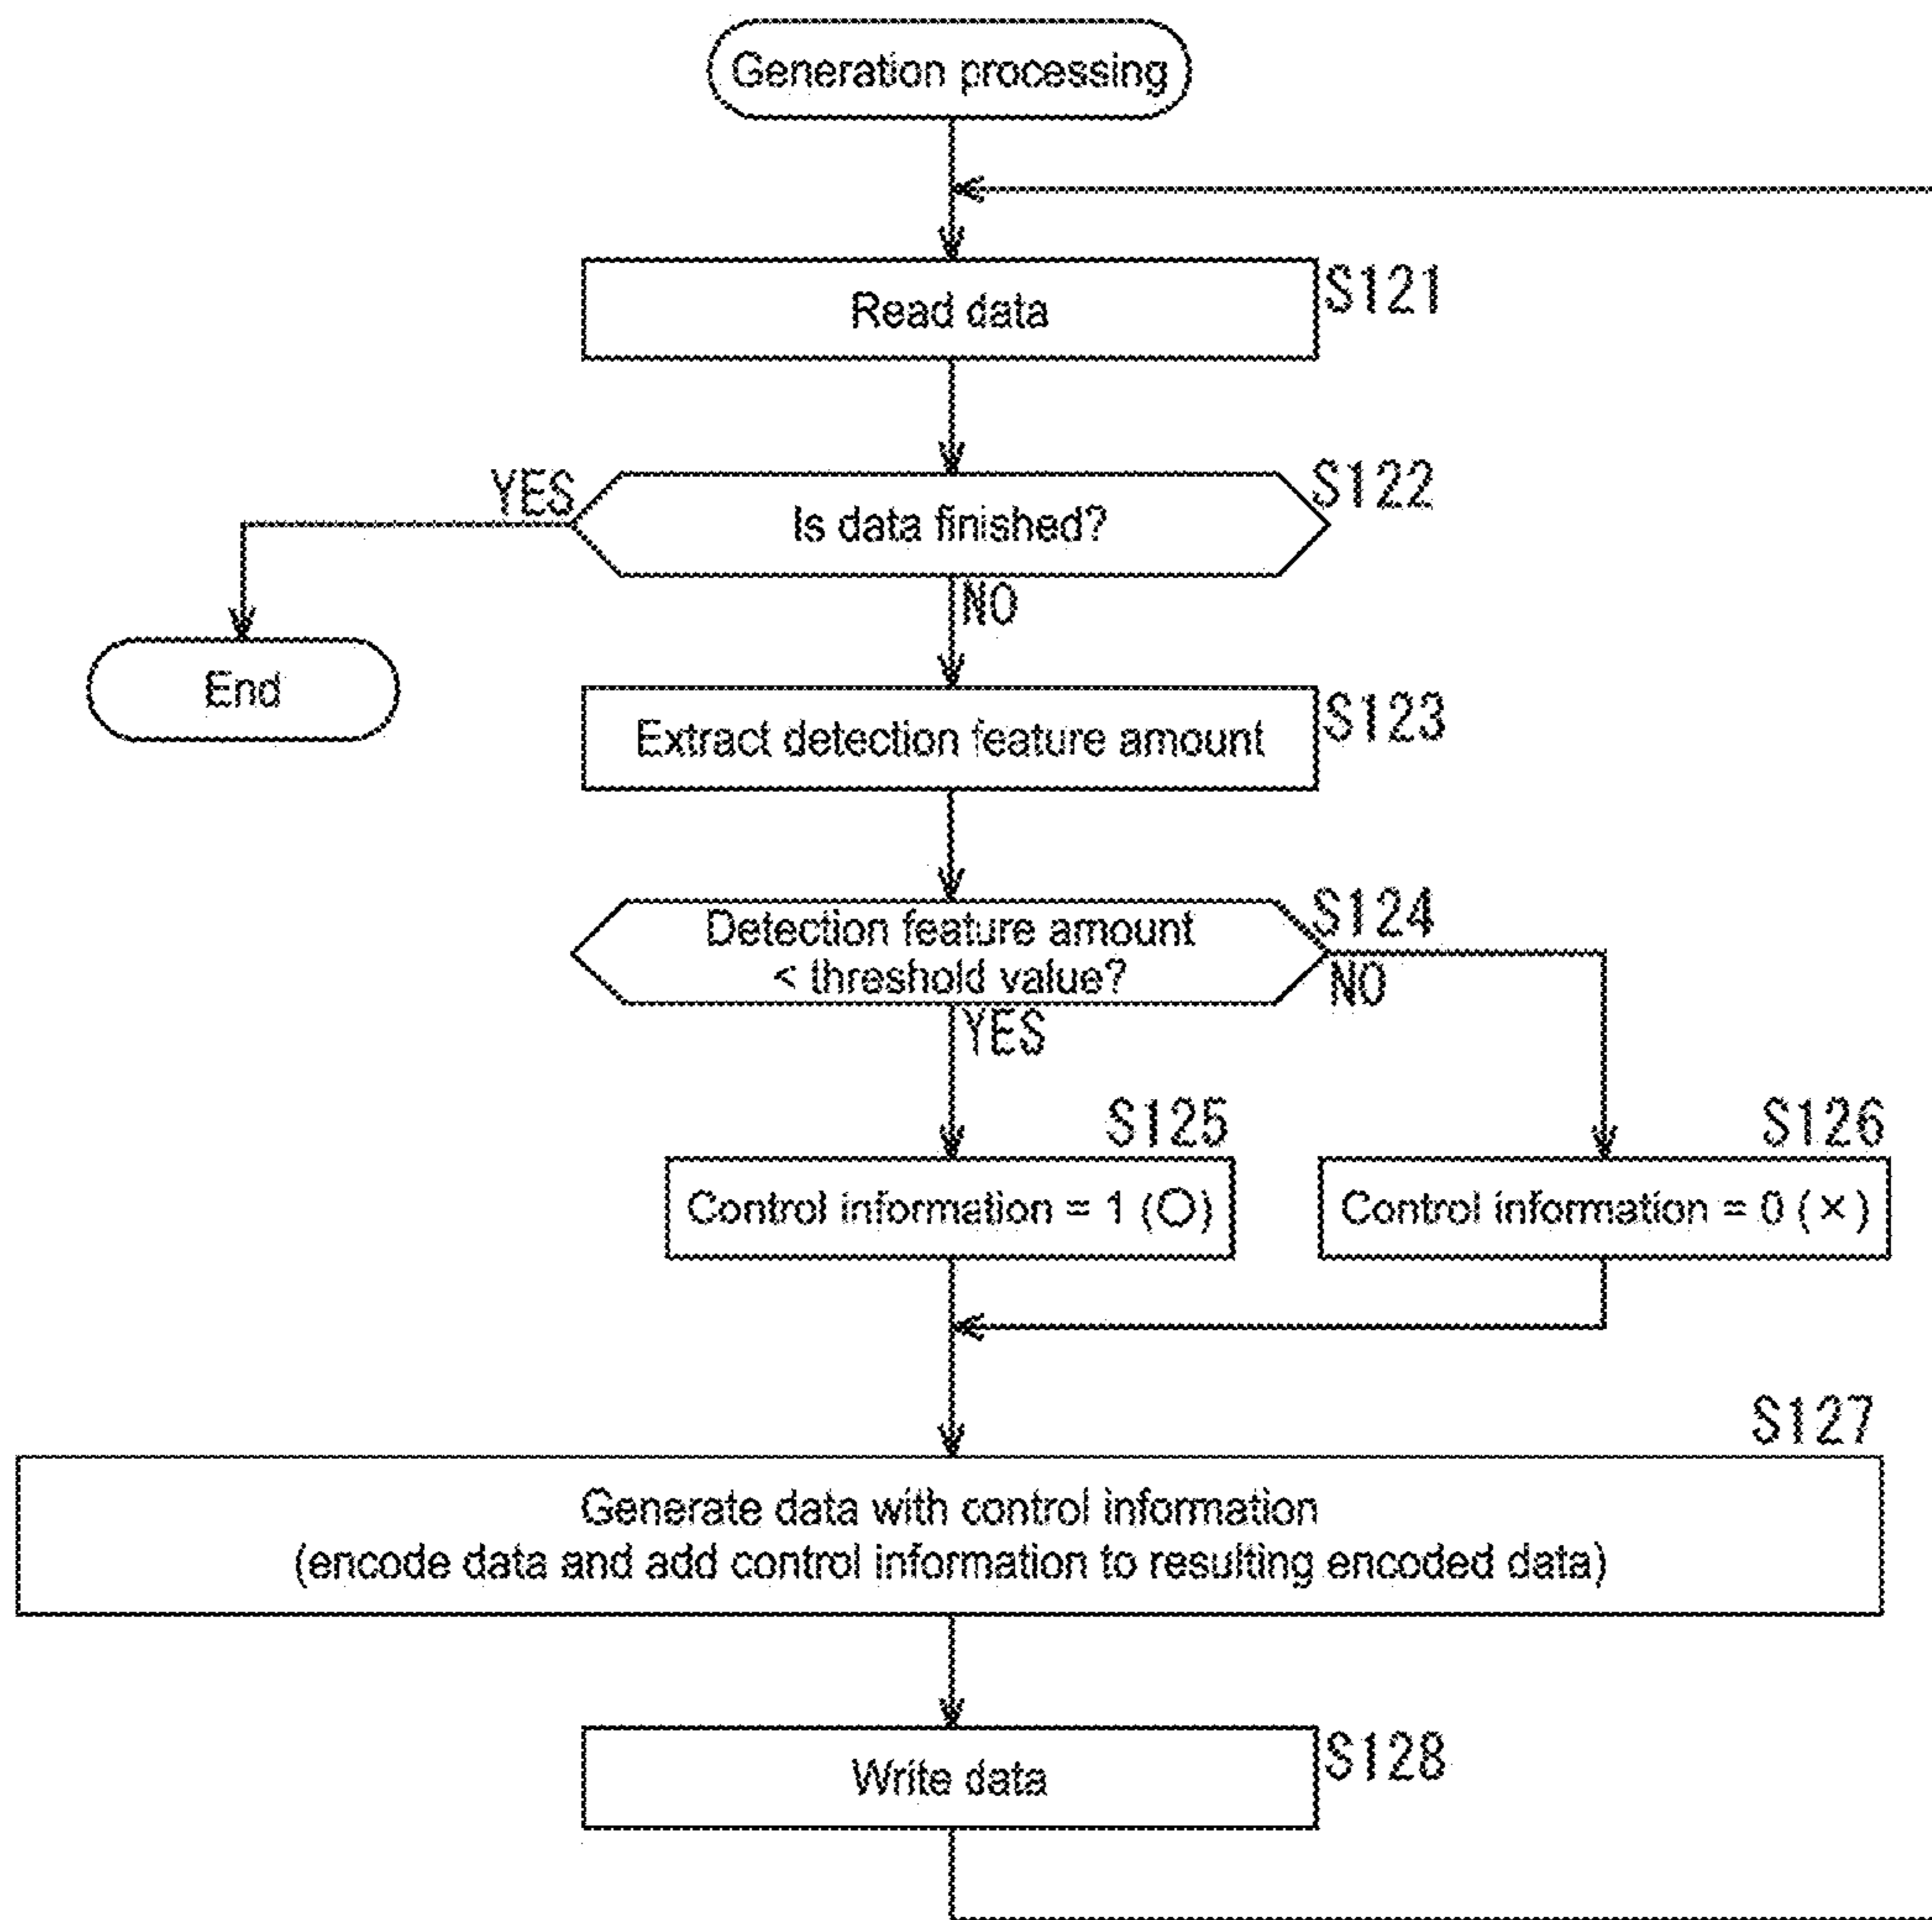 Generation processing
Read data
S121
YES
Is data finished?
S122
NO
End
Extract detection feature amount
S123
Detection feature amount
< threshold value?
S124
NO
YES
S125
Control information = 1 (○)
S126
Control information = 0 (×)
S127
Generate data with control information
(encode data and add control information to resulting encoded data)
Write data
S128